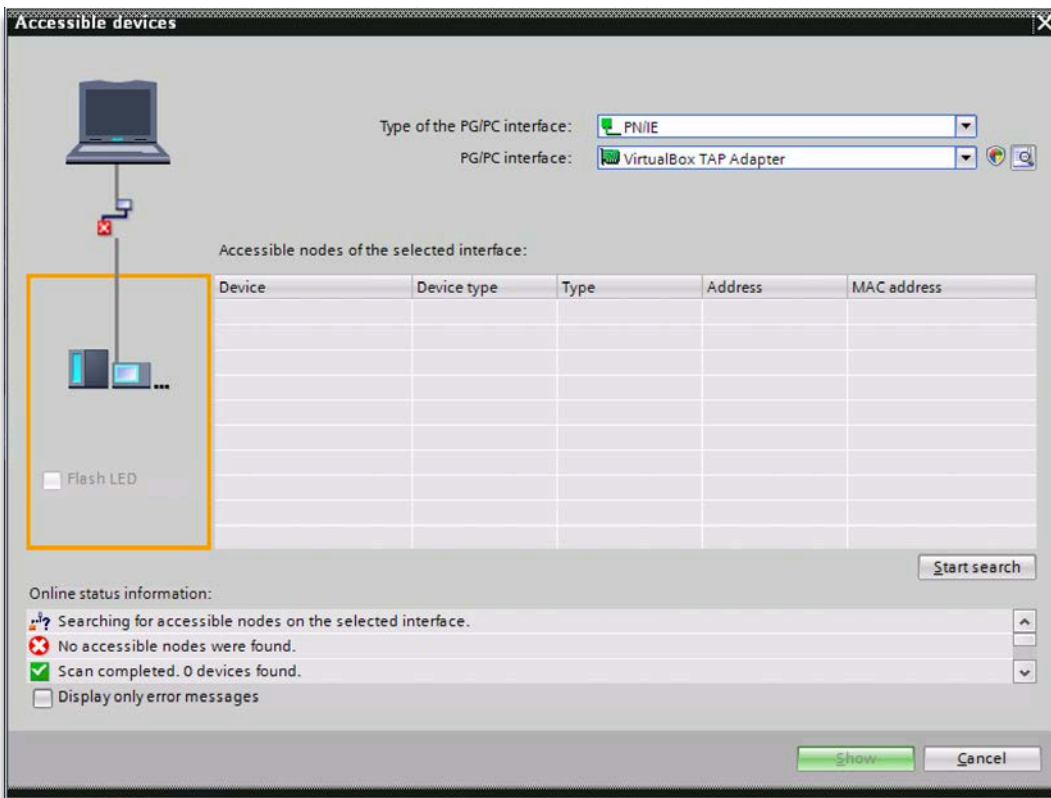 Accessible devices
Type of the PG/PC interface: PN/IE
PG/PC interface: VirtualBox TAP Adapter
Accessible nodes of the selected interface:
Device Device type Type Address MAC address
Flash LED
Start search
Online status information:
Searching for accessible nodes on the selected interface.
No accessible nodes were found.
Scan completed. 0 devices found.
Display only error messages
Show Cancel